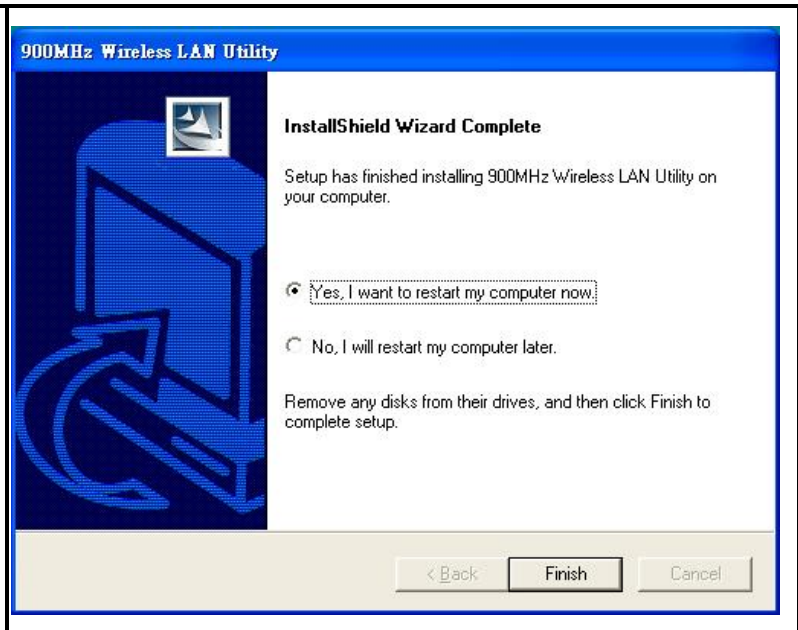 900MHz Wireless LAN Utility
InstallShield Wizard Complete
Setup has finished installing 900MHz Wireless LAN Utility on
your computer.
Yes, I want to restart my computer now.
No, I will restart my computer later.
Remove any disks from their drives, and then click Finish to
complete setup.
< Back
Finish
Cancel